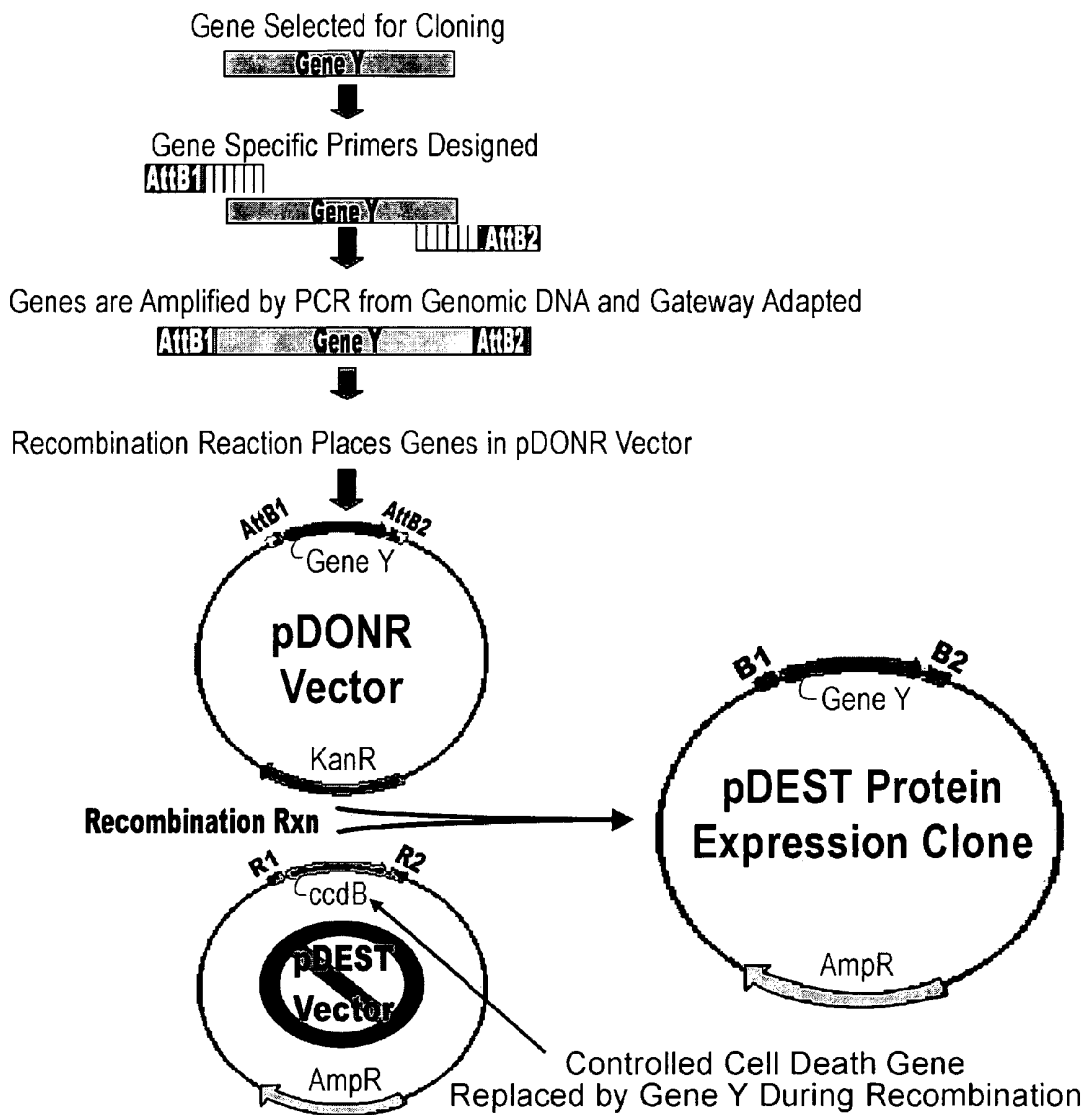 Gene Selected for Cloning
Gene Y
Gene Specific Primers Designed
AttB1
Gene Y
AttB2
Genes are Amplified by PCR from Genomic DNA and Gateway Adapted
AttB1 Gene Y AttB2
Recombination Reaction Places Genes in pDONR Vector
AttB1 AttB2
Gene Y
pDONR
Vector
KanR
Recombination Rxn
R1 R2
ccdB
pDEST
Vector
AmpR
B1 B2
Gene Y
pDEST Protein
Expression Clone
AmpR
Controlled Cell Death Gene
Replaced by Gene Y During Recombination